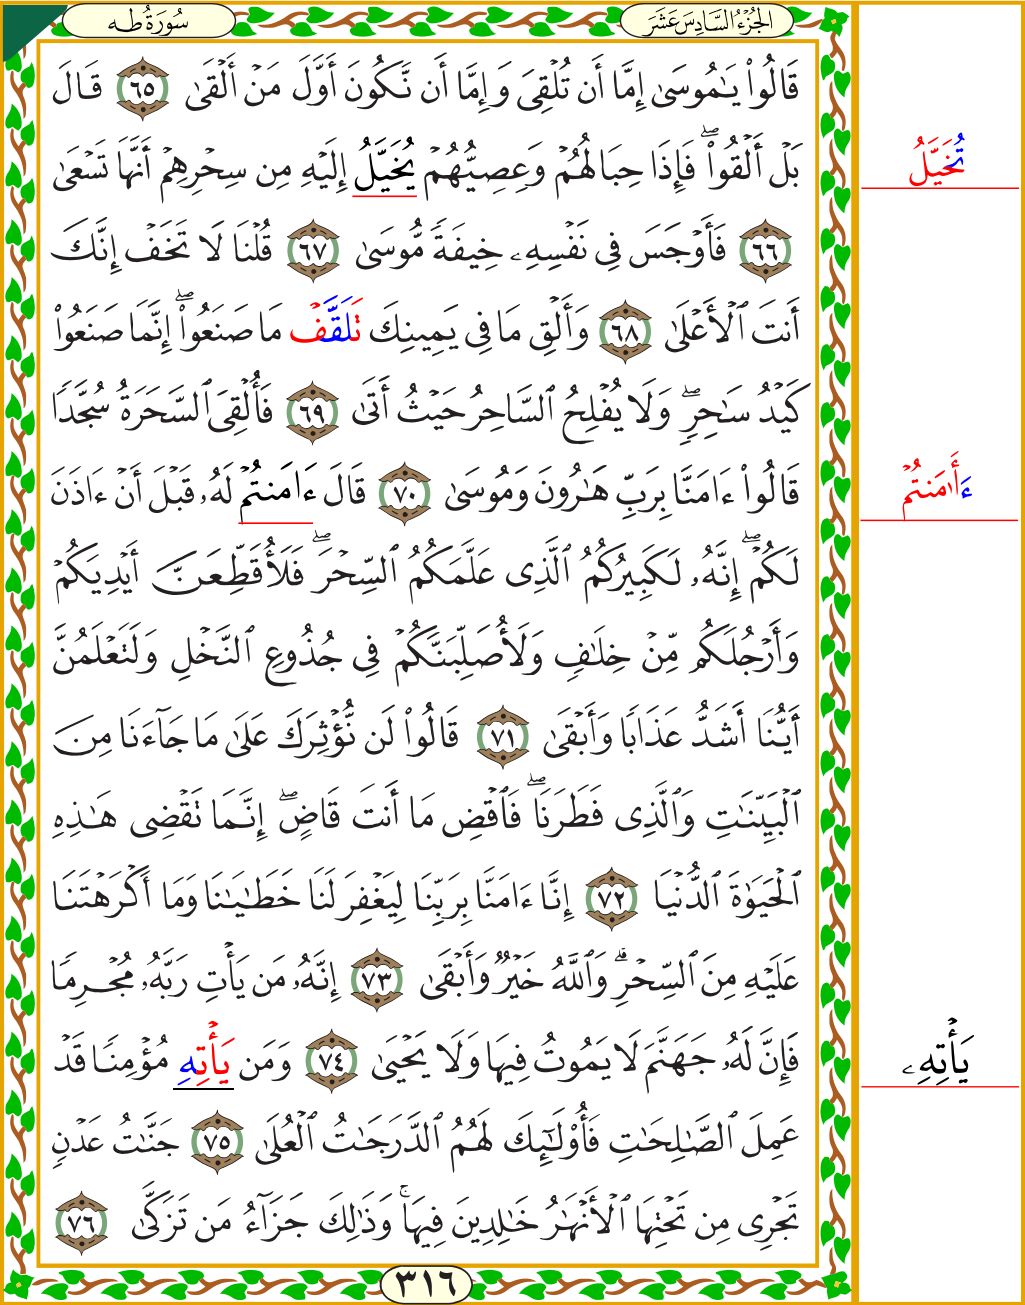 سُورَةُ طه
الجُزْءُ السَّادِسَ عَشَرَ
قَالُوا۟ يَـٰمُوسَىٰٓ إِمَّآ أَن تُلْقِىَ وَإِمَّآ أَن نَّكُونَ أَوَّلَ مَنْ أَلْقَىٰ ٦٥ قَالَ
بَلْ أَلْقُوا۟ۖ فَإِذَا حِبَالُهُمْ وَعِصِيُّهُمْ يُخَيَّلُ إِلَيْهِ مِن سِحْرِهِمْ أَنَّهَا تَسْعَىٰ
٦٦ فَأَوْجَسَ فِى نَفْسِهِۦ خِيفَةً مُّوسَىٰ ٦٧ قُلْنَا لَا تَخَفْ إِنَّكَ
أَنتَ ٱلْأَعْلَىٰ ٦٨ وَأَلْقِ مَا فِى يَمِينِكَ تَلَقَّفْ مَا صَنَعُوا۟ۖ إِنَّمَا صَنَعُوا۟
كَيْدُ سَـٰحِرٍۖ وَلَا يُفْلِحُ ٱلسَّاحِرُ حَيْثُ أَتَىٰ ٦٩ فَأُلْقِىَ ٱلسَّحَرَةُ سُجَّدًا
قَالُوا۟ ءَامَنَّا بِرَبِّ هَـٰرُونَ وَمُوسَىٰ ٧٠ قَالَ ءَامَنتُمْ لَهُۥ قَبْلَ أَنْ ءَاذَنَ
لَكُمْۖ إِنَّهُۥ لَكَبِيرُكُمُ ٱلَّذِى عَلَّمَكُمُ ٱلسِّحْرَۖ فَلَأُقَطِّعَنَّ أَيْدِيَكُمْ
وَأَرْجُلَكُم مِّنْ خِلَـٰفٍ وَلَأُصَلِّبَنَّكُمْ فِى جُذُوعِ ٱلنَّخْلِ وَلَتَعْلَمُنَّ
أَيُّنَا أَشَدُّ عَذَابًا وَأَبْقَىٰ ٧١ قَالُوا۟ لَن نُّؤْثِرَكَ عَلَىٰ مَا جَآءَنَا مِنَ
ٱلْبَيِّنَـٰتِ وَٱلَّذِى فَطَرَنَاۖ فَٱقْضِ مَا أَنتَ قَاضٍۖ إِنَّمَا تَقْضِى هَـٰذِهِ
ٱلْحَيَوٰةَ ٱلدُّنْيَا ٧٢ إِنَّا ءَامَنَّا بِرَبِّنَا لِيَغْفِرَ لَنَا خَطَـٰيَـٰنَا وَمَا أَكْرَهْتَنَا
عَلَيْهِ مِنَ ٱلسِّحْرِۗ وَٱللَّهُ خَيْرٌ وَأَبْقَىٰ ٧٣ إِنَّهُۥ مَن يَأْتِ رَبَّهُۥ مُجْرِمًا
فَإِنَّ لَهُۥ جَهَنَّمَ لَا يَمُوتُ فِيهَا وَلَا يَحْيَىٰ ٧٤ وَمَن يَأْتِهِ مُؤْمِنًا قَدْ
عَمِلَ ٱلصَّـٰلِحَـٰتِ فَأُو۟لَـٰٓئِكَ لَهُمُ ٱلدَّرَجَـٰتُ ٱلْعُلَىٰ ٧٥ جَنَّـٰتُ عَدْنٍ
تَجْرِى مِن تَحْتِهَا ٱلْأَنْهَـٰرُ خَـٰلِدِينَ فِيهَاۚ وَذَٰلِكَ جَزَآءُ مَن تَزَكَّىٰ ٧٦
٣١٦
تُخَيَّلُ
ءَأَامَنتُمْ
يَأْتِهِۦ